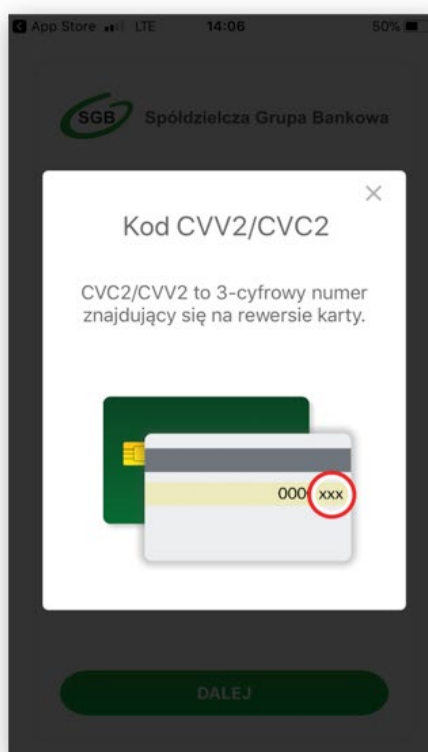 App Store LTE 14:06 50%
SGB Spółdzielcza Grupa Bankowa
Kod CVV2/CVC2
CVC2/CVV2 to 3-cyfrowy numer
znajdujący się na rewersie karty.
000 xxx
DALEJ